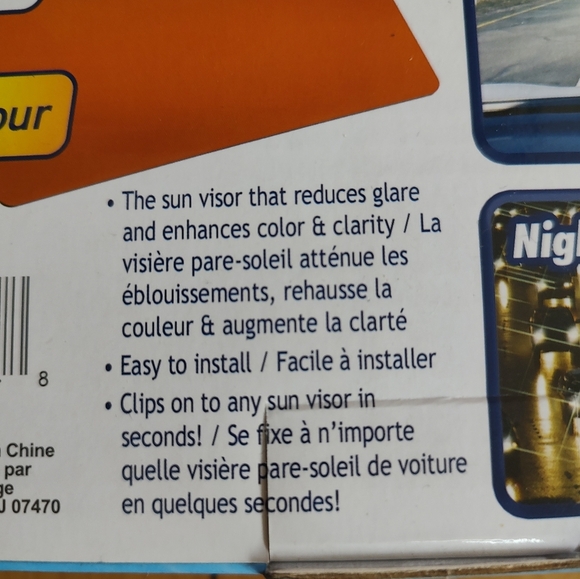 our
• The sun visor that reduces glare
and enhances color & clarity / La
visière pare-soleil atténue les
éblouissements, rehausse la
couleur & augmente la clarté
• Easy to install / Facile à installer
• Clips on to any sun visor in
seconds! / Se fixe à n'importe
quelle visière pare-soleil de voiture
en quelques secondes!
Nig
8
Chine
par
ge
J 07470